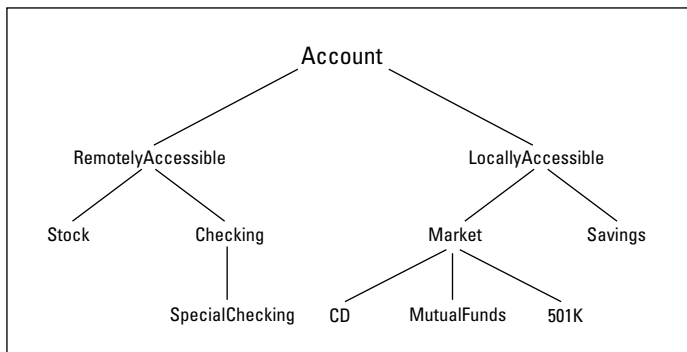 Account
RemotelyAccessible LocallyAccessible
Stock Checking Market Savings
SpecialChecking CD MutualFunds 501K